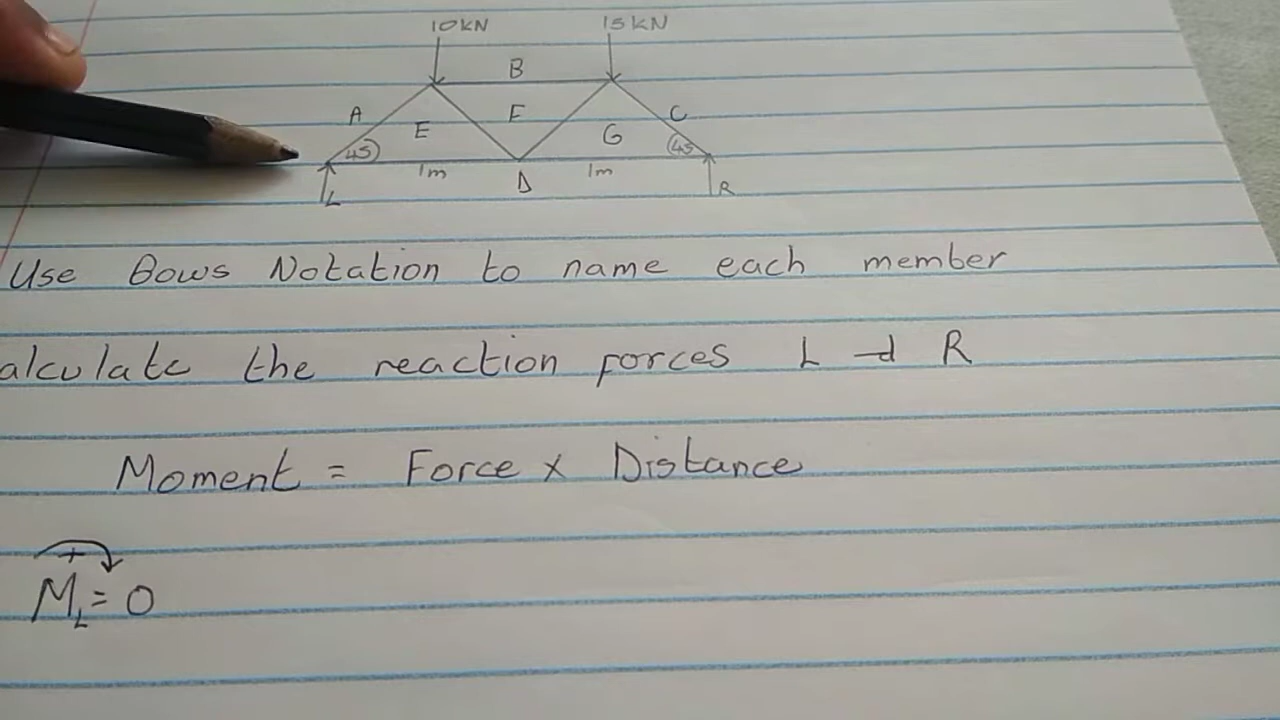 10KN 15KN
B
A F C
E G
45 45
1m 1m
L D R
Use Bows Notation to name each member
alculate the reaction forces L d R
Moment = Force x Distance
+
M_L = 0